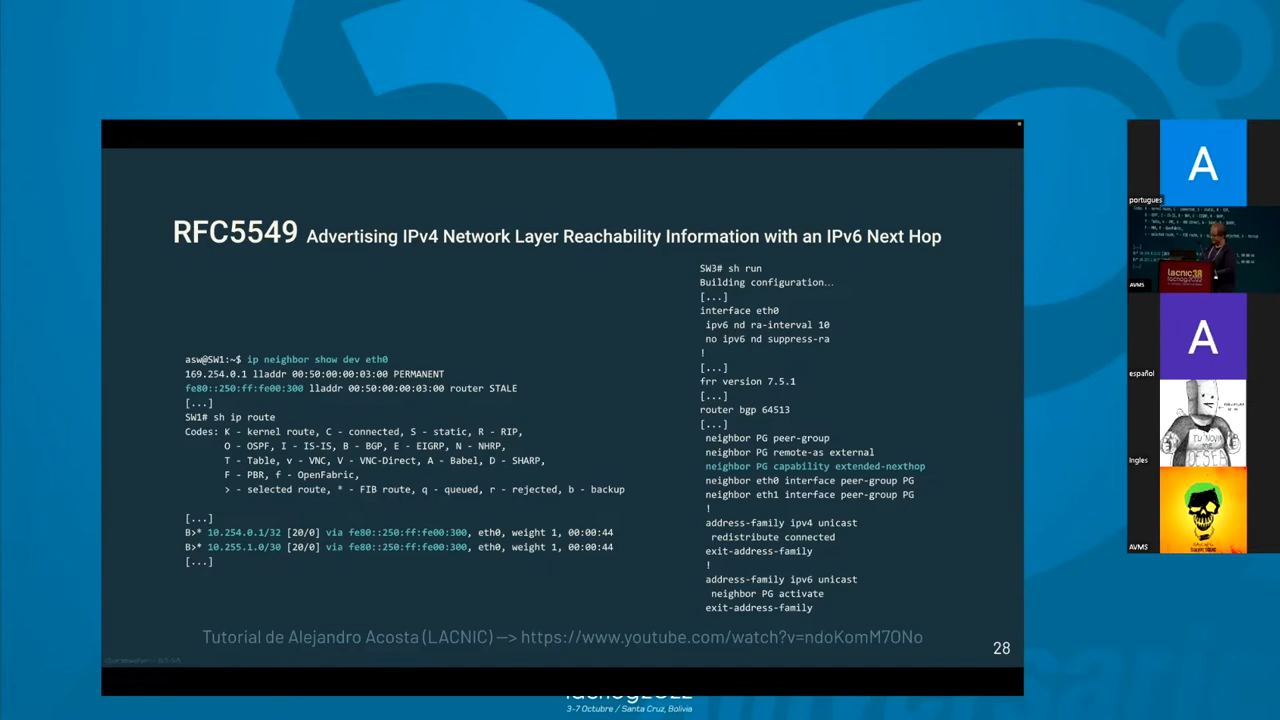 RFC5549 Advertising IPv4 Network Layer Reachability Information with an IPv6 Next Hop
asw@SW1:~$ ip neighbor show dev eth0
169.254.0.1 lladdr 00:50:00:00:03:00 PERMANENT
fe80::250:ff:fe00:300 lladdr 00:50:00:00:03:00 router STALE
[...]
SW1# sh ip route
Codes: K - kernel route, C - connected, S - static, R - RIP,
O - OSPF, I - IS-IS, B - BGP, E - EIGRP, N - NHRP,
T - Table, v - VNC, V - VNC-Direct, A - Babel, D - SHARP,
F - PBR, f - OpenFabric,
> - selected route, * - FIB route, q - queued, r - rejected, b - backup
[...]
B>* 10.254.0.1/32 [20/0] via fe80::250:ff:fe00:300, eth0, weight 1, 00:00:44
B>* 10.255.1.0/30 [20/0] via fe80::250:ff:fe00:300, eth0, weight 1, 00:00:44
[...]
SW3# sh run
Building configuration...
[...]
interface eth0
ipv6 nd ra-interval 10
no ipv6 nd suppress-ra
!
[...]
frr version 7.5.1
[...]
router bgp 64513
[...]
neighbor PG peer-group
neighbor PG remote-as external
neighbor PG capability extended-nexthop
neighbor eth0 interface peer-group PG
neighbor eth1 interface peer-group PG
!
address-family ipv4 unicast
redistribute connected
exit-address-family
!
address-family ipv6 unicast
neighbor PG activate
exit-address-family
Tutorial de Alejandro Acosta (LACNIC) —> https://www.youtube.com/watch?v=ndoKomM7ONo
28
lacnog2022
3-7 Octubre / Santa Cruz, Bolivia
A
portugues
lacnic38
lacnog2022
AVMS
A
español
TU NOVIA
ME
DESEA
Ingles
AVMS